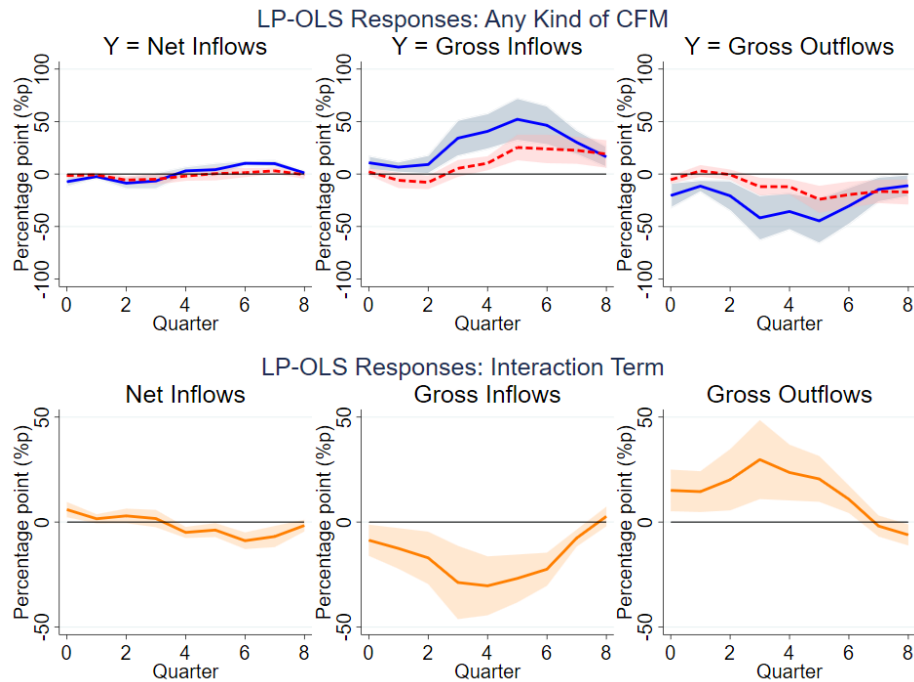 LP-OLS Responses: Any Kind of CFM
Y = Net Inflows
Y = Gross Inflows
Y = Gross Outflows
Percentage point (%p)
100
50
0
-50
-100
0 2 4 6 8
Quarter
Percentage point (%p)
100
50
0
-50
-100
0 2 4 6 8
Quarter
Percentage point (%p)
100
50
0
-50
-100
0 2 4 6 8
Quarter
LP-OLS Responses: Interaction Term
Net Inflows
Gross Inflows
Gross Outflows
Percentage point (%p)
50
0
-50
0 2 4 6 8
Quarter
Percentage point (%p)
50
0
-50
0 2 4 6 8
Quarter
Percentage point (%p)
50
0
-50
0 2 4 6 8
Quarter